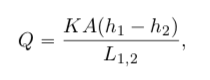 Q = \frac{KA(h_1 - h_2)}{L_{1,2}},